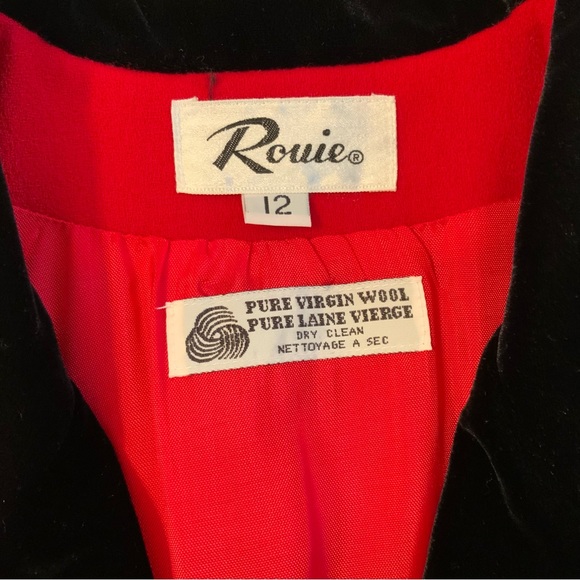 Rouie®
12
PURE VIRGIN WOOL
PURE LAINE VIERGE
DRY CLEAN
NETTOYAGE A SEC